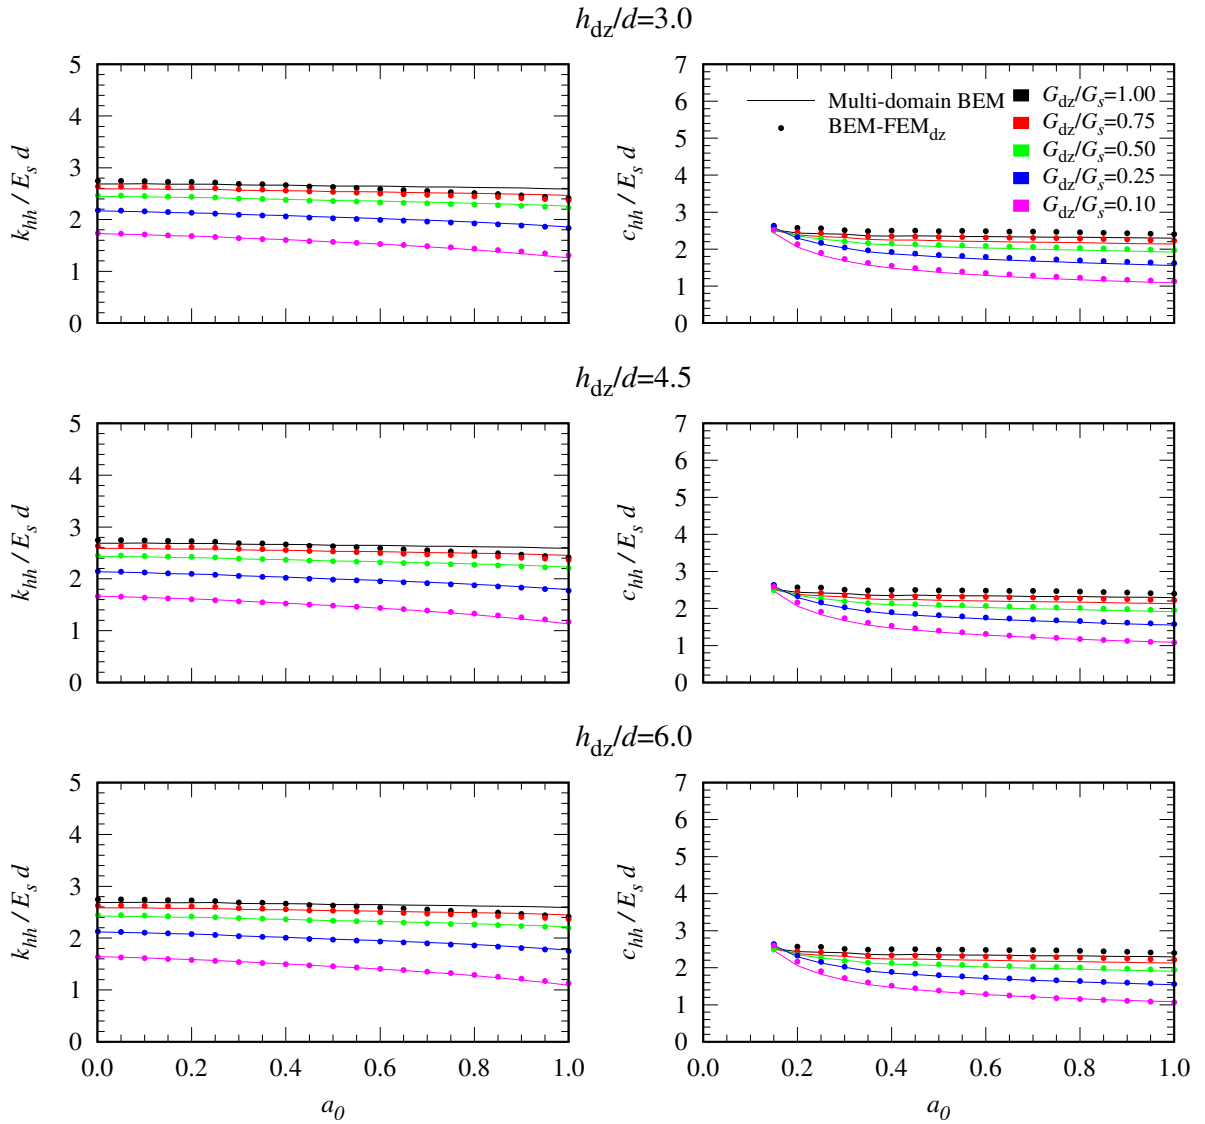 h_dz/d=3.0
5
4
3
2
1
0
k_hh / E_s d
7
6
5
4
3
2
1
0
c_hh / E_s d
Multi-domain BEM
BEM-FEM_dz
G_dz/G_s=1.00
G_dz/G_s=0.75
G_dz/G_s=0.50
G_dz/G_s=0.25
G_dz/G_s=0.10
h_dz/d=4.5
5
4
3
2
1
0
k_hh / E_s d
7
6
5
4
3
2
1
0
c_hh / E_s d
h_dz/d=6.0
5
4
3
2
1
0
k_hh / E_s d
0.0 0.2 0.4 0.6 0.8 1.0
a_0
7
6
5
4
3
2
1
0
c_hh / E_s d
0.0 0.2 0.4 0.6 0.8 1.0
a_0